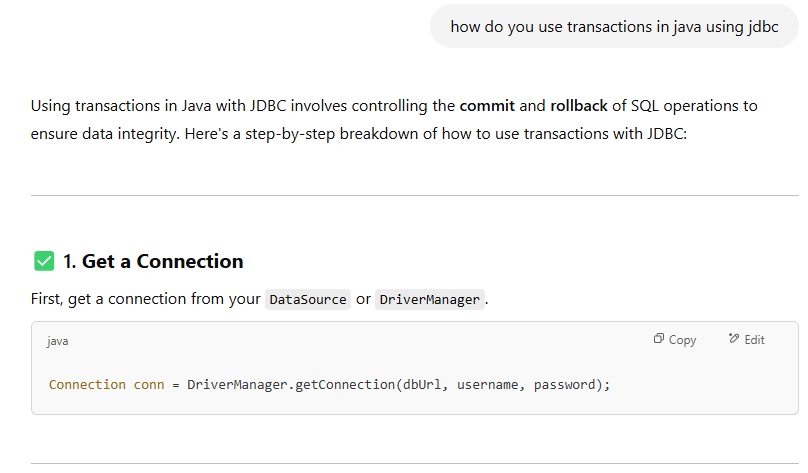 how do you use transactions in java using jdbc
Using transactions in Java with JDBC involves controlling the commit and rollback of SQL operations to
ensure data integrity. Here's a step-by-step breakdown of how to use transactions with JDBC:
✅ 1. Get a Connection
First, get a connection from your DataSource or DriverManager.
java Copy Edit
Connection conn = DriverManager.getConnection(dbUrl, username, password);